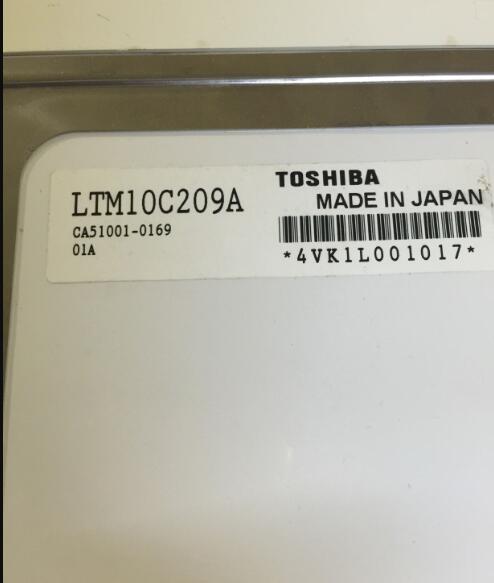 TOSHIBA
LTM10C209A
MADE IN JAPAN
CA51001-0169
01A
*4VK1L001017*